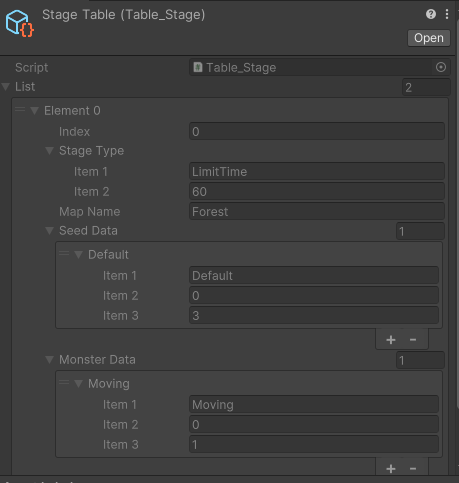 Stage Table (Table_Stage)
Open
Script Table_Stage
List 2
Element 0
Index 0
Stage Type
Item 1 LimitTime
Item 2 60
Map Name Forest
Seed Data 1
Default
Item 1 Default
Item 2 0
Item 3 3
+ -
Monster Data 1
Moving
Item 1 Moving
Item 2 0
Item 3 1
+ -